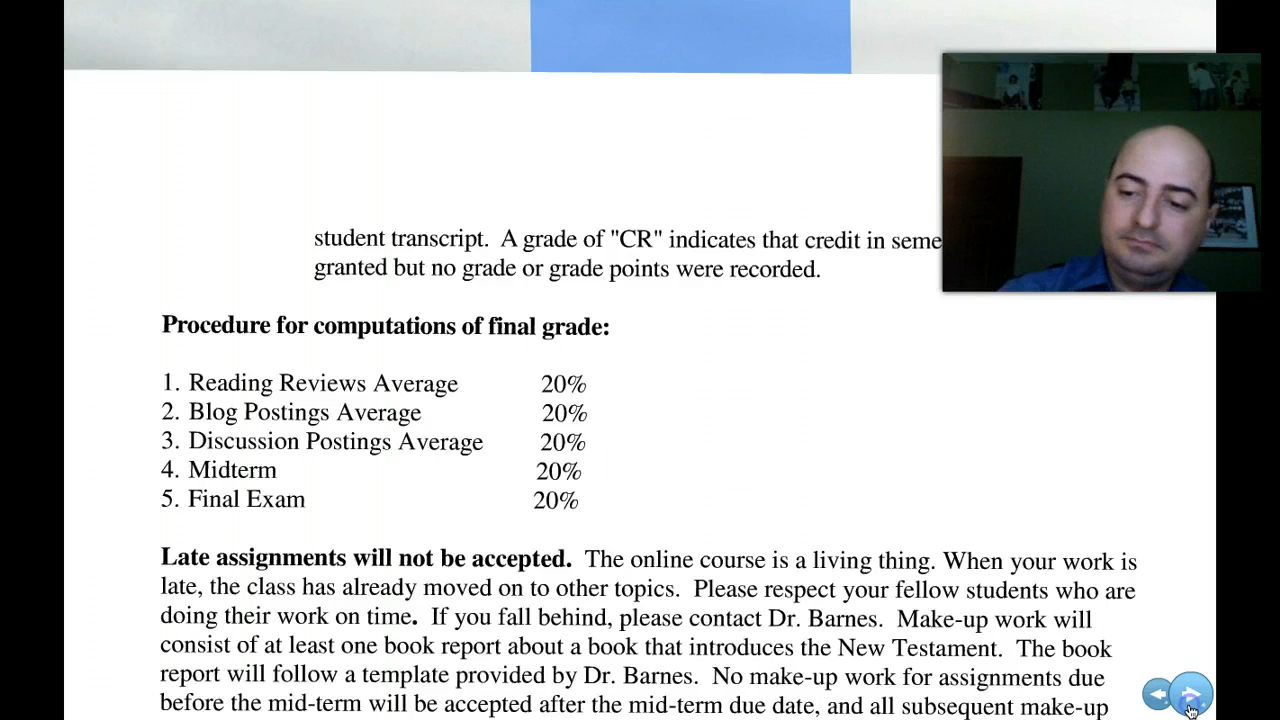 student transcript. A grade of "CR" indicates that credit in seme
granted but no grade or grade points were recorded.
Procedure for computations of final grade:
1. Reading Reviews Average 20%
2. Blog Postings Average 20%
3. Discussion Postings Average 20%
4. Midterm 20%
5. Final Exam 20%
Late assignments will not be accepted. The online course is a living thing. When your work is
late, the class has already moved on to other topics. Please respect your fellow students who are
doing their work on time. If you fall behind, please contact Dr. Barnes. Make-up work will
consist of at least one book report about a book that introduces the New Testament. The book
report will follow a template provided by Dr. Barnes. No make-up work for assignments due
before the mid-term will be accepted after the mid-term due date, and all subsequent make-up